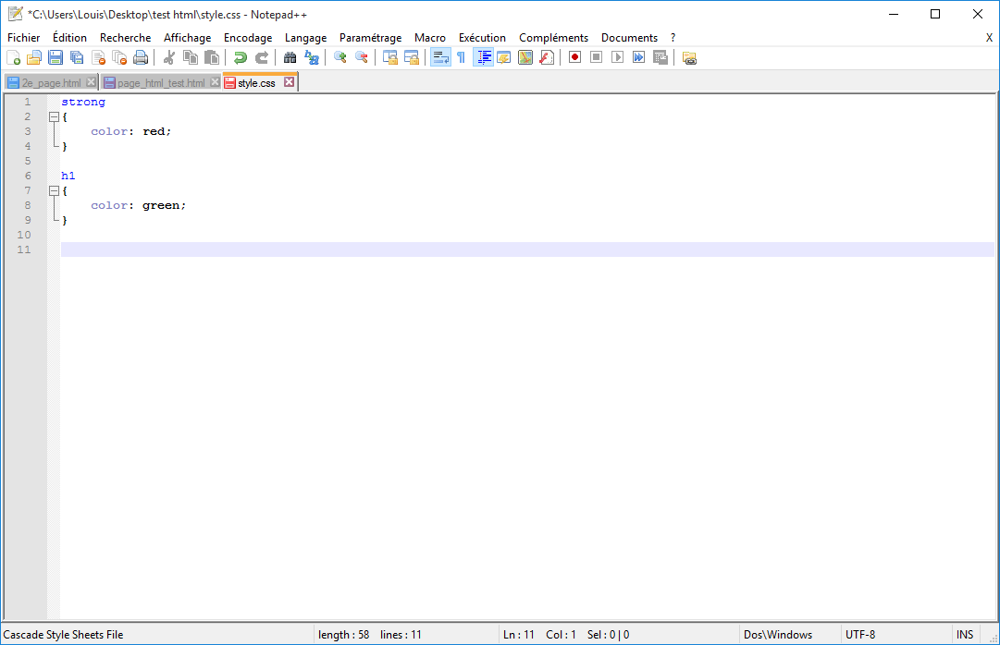 *C:\Users\Louis\Desktop\test html\style.css - Notepad++
Fichier Édition Recherche Affichage Encodage Langage Paramétrage Macro Exécution Compléments Documents ? X
2e_page.html page_html_test.html style.css
1 strong
2 {
3 color: red;
4 }
5
6 h1
7 {
8 color: green;
9 }
10
11
Cascade Style Sheets File length : 58 lines : 11 Ln : 11 Col : 1 Sel : 0 | 0 Dos\Windows UTF-8 INS